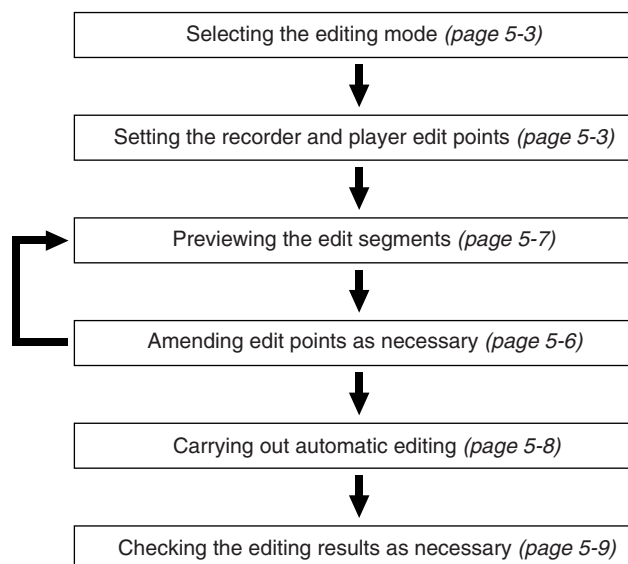 Selecting the editing mode (page 5-3)
Setting the recorder and player edit points (page 5-3)
Previewing the edit segments (page 5-7)
Amending edit points as necessary (page 5-6)
Carrying out automatic editing (page 5-8)
Checking the editing results as necessary (page 5-9)